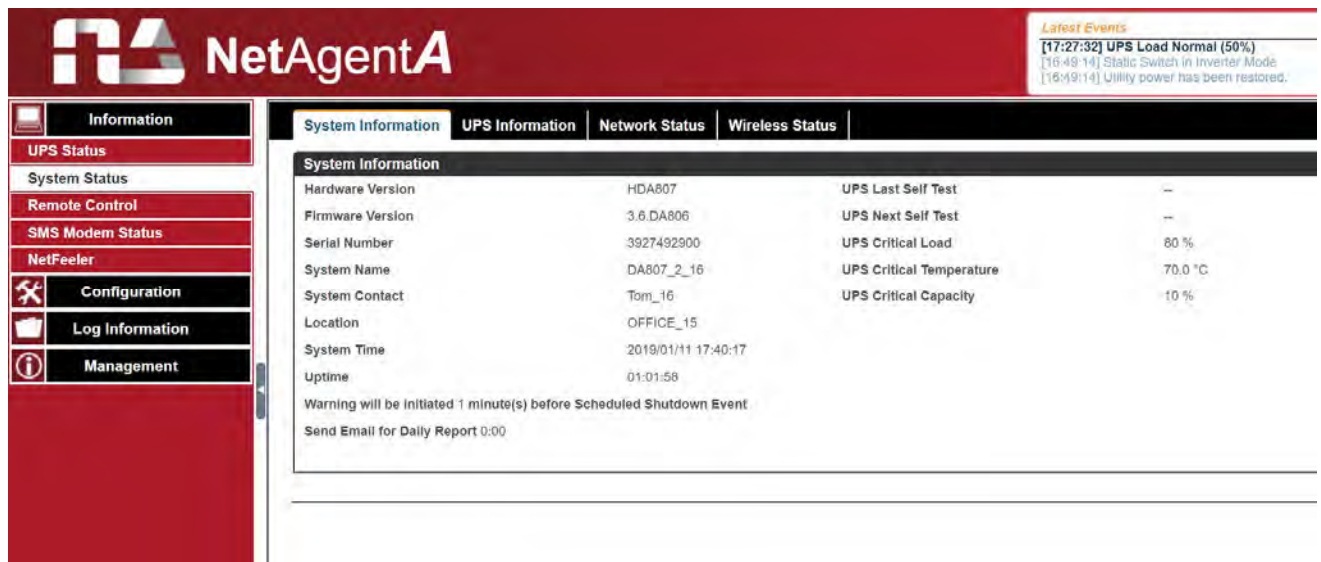 NetAgentA
Latest Events
[17:27:32] UPS Load Normal (50%)
[16:49:14] Static Switch in Inverter Mode
[16:49:14] Utility power has been restored.
Information
UPS Status
System Status
Remote Control
SMS Modem Status
NetFeeler
Configuration
Log Information
Management
System Information UPS Information Network Status Wireless Status
System Information
Hardware Version HDA807 UPS Last Self Test --
Firmware Version 3.6.DA806 UPS Next Self Test --
Serial Number 3927492900 UPS Critical Load 80 %
System Name DA807_2_16 UPS Critical Temperature 70.0 °C
System Contact Tom_16 UPS Critical Capacity 10 %
Location OFFICE_15
System Time 2019/01/11 17:40:17
Uptime 01:01:58
Warning will be initiated 1 minute(s) before Scheduled Shutdown Event
Send Email for Daily Report 0:00